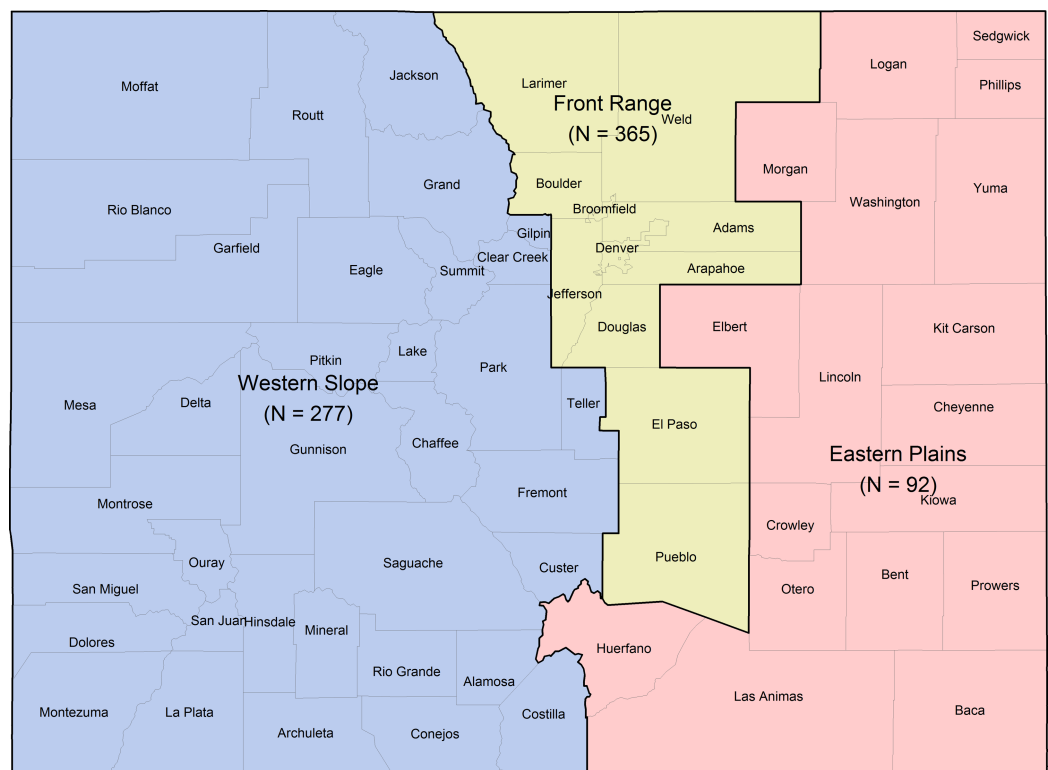 Sedgwick
Logan
Jackson
Moffat
Larimer
Phillips
Front Range
(N = 365)
Routt
Weld
Morgan
Grand
Boulder
Yuma
Washington
Rio Blanco
Broomfield
Adams
Gilpin
Garfield
Denver
Clear Creek
Eagle
Summit
Arapahoe
Jefferson
Douglas
Elbert
Kit Carson
Lake
Pitkin
Park
Western Slope
(N = 277)
Lincoln
Mesa
Delta
Teller
Cheyenne
El Paso
Chaffee
Gunnison
Eastern Plains
(N = 92)
Fremont
Kiowa
Montrose
Crowley
Pueblo
Ouray
Saguache
Custer
Bent
San Miguel
Otero
Prowers
San Juan
Hinsdale
Mineral
Dolores
Huerfano
Rio Grande
Alamosa
Las Animas
Montezuma
La Plata
Costilla
Baca
Archuleta
Conejos